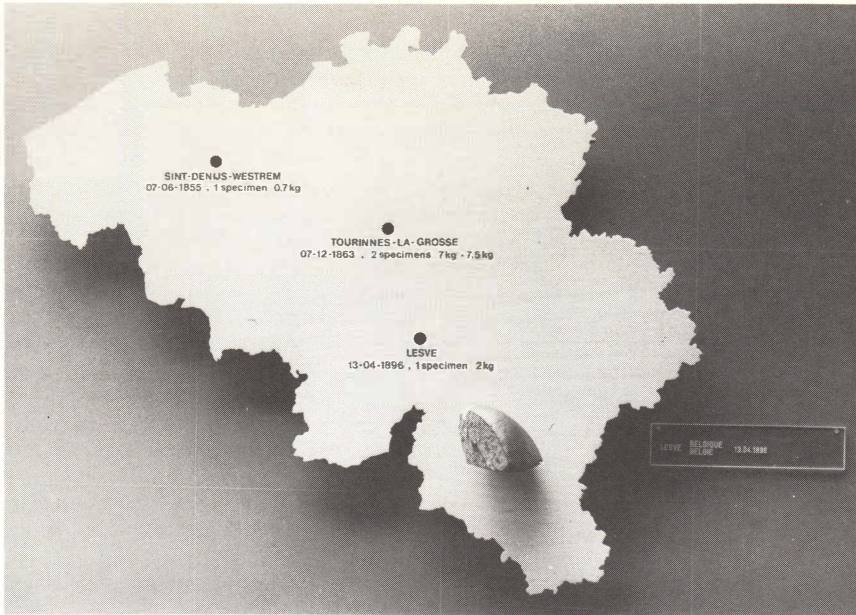 SINT-DENIJS-WESTREM
07-06-1855 , 1 specimen 0.7kg
TOURINNES-LA-GROSSE
07-12-1863 , 2 specimens 7kg - 7.5kg
LESVE
13-04-1896 , 1 specimen 2kg
LESVE BELGIQUE BELGIË 13.04.1896